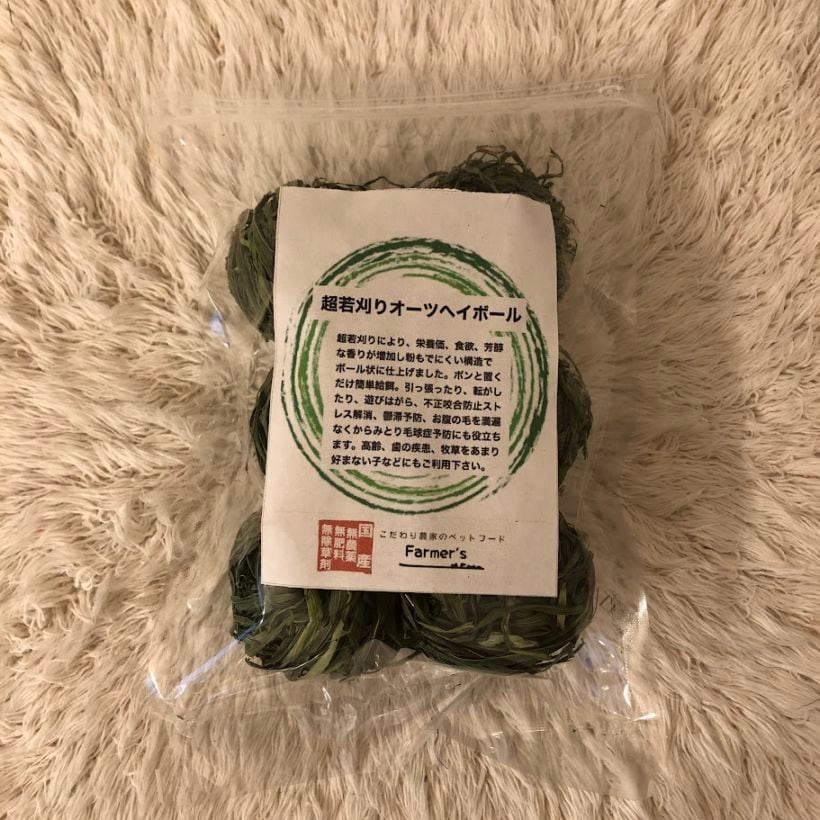 超若刈りオーツヘイボール
超若刈りにより、栄養価、食欲、芳醇
な香りが増加し粉もでにくい構造で
ボール状に仕上げました。ポンと置く
だけ簡単給餌。引っ張ったり、転がし
たり、遊びはがら、不正咬合防止スト
レス解消、鬱滞予防、お腹の毛を満遍
なくからみとり毛球症予防にも役立ち
ます。高齢、歯の疾患、牧草をあまり
好まない子などにもご利用下さい。
国産
無農薬
無肥料
無除草剤
こだわり農家のペットフード
Farmer's